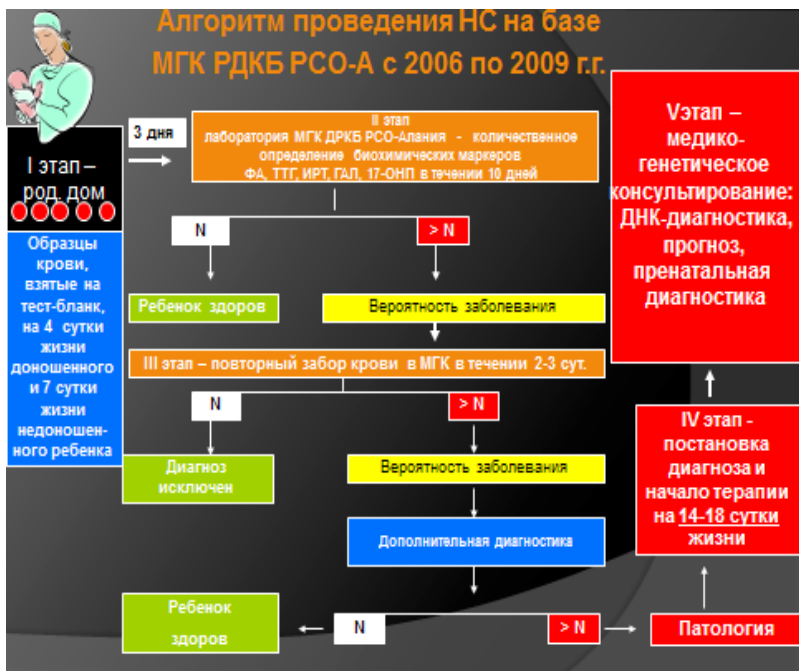 Алгоритм проведения НС на базе
МГК РДКБ РСО-А с 2006 по 2009 г.г.
I этап –
род. дом
Образцы
крови,
взятые на
тест-бланк,
на 4 сутки
жизни
доношенного
и 7 сутки
жизни
недоношен-
ного ребенка
3 дня
II этап
лаборатория МГК ДРКБ РСО-Алания - количественное
определение биохимических маркеров
ФА, ТТГ, ИРТ, ГАЛ, 17-ОНП в течении 10 дней
N
> N
Ребенок здоров
Вероятность заболевания
III этап – повторный забор крови в МГК в течении 2-3 сут.
N
> N
Диагноз
исключен
Вероятность заболевания
Дополнительная диагностика
Ребенок
здоров
N
> N
Патология
IV этап -
постановка
диагноза и
начало терапии
на 14-18 сутки
жизни
Vэтап –
медико-
генетическое
консультирование:
ДНК-диагностика,
прогноз,
пренатальная
диагностика